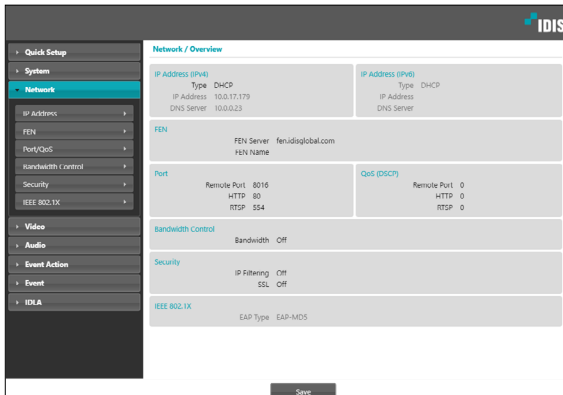 IDIS
Quick Setup
System
Network
IP Address
FEN
Port/QoS
Bandwidth Control
Security
IEEE 802.1X
Video
Audio
Event Action
Event
IDLA
Network / Overview
IP Address (IPv4)
Type DHCP
IP Address 10.0.17.179
DNS Server 10.0.0.23
IP Address (IPv6)
Type DHCP
IP Address
DNS Server
FEN
FEN Server fen.idisglobal.com
FEN Name
Port
Remote Port 8016
HTTP 80
RTSP 554
QoS (DSCP)
Remote Port 0
HTTP 0
RTSP 0
Bandwidth Control
Bandwidth Off
Security
IP Filtering Off
SSL Off
IEEE 802.1X
EAP Type EAP-MD5
Save